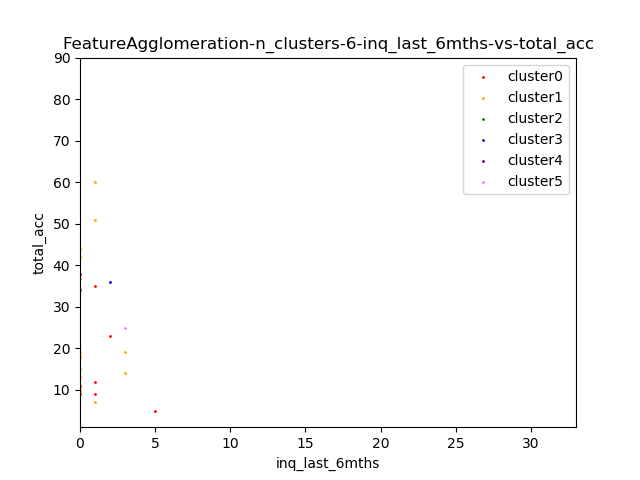 FeatureAgglomeration-n_clusters-6-inq_last_6mths-vs-total_acc
90
80
70
60
50
40
30
20
10
total_acc
cluster0
cluster1
cluster2
cluster3
cluster4
cluster5
0 5 10 15 20 25 30
inq_last_6mths